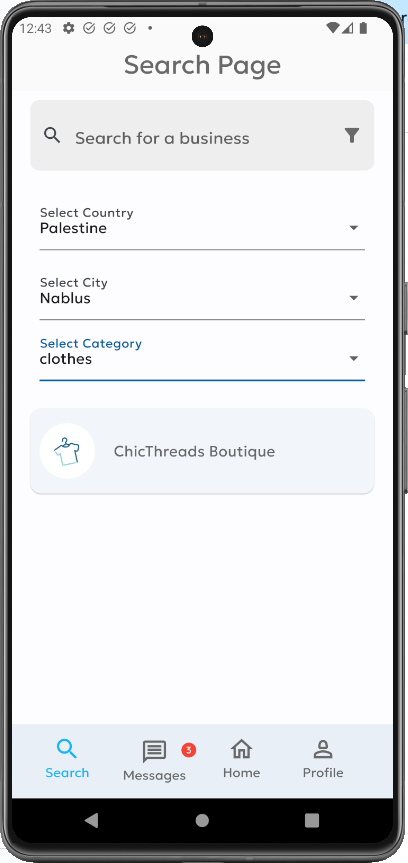 12:43
Search Page
Search for a business
Select Country
Palestine
Select City
Nablus
Select Category
clothes
ChicThreads Boutique
3
Search
Messages
Home
Profile